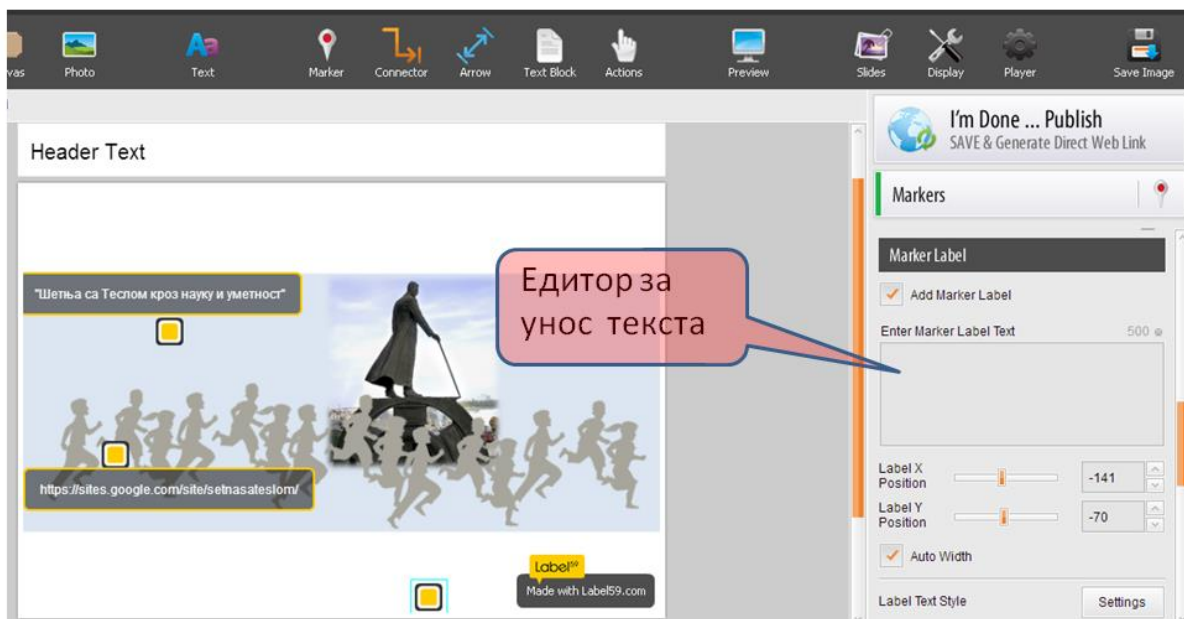 vas Photo Text Marker Connector Arrow Text Block Actions Preview Slides Display Player Save Image
I'm Done ... Publish
SAVE & Generate Direct Web Link
Header Text
Markers
Marker Label
Add Marker Label
Enter Marker Label Text 500
Едитор за
унос текста
"Шетња са Теслом кроз науку и уметност"
https://sites.google.com/site/setnasateslom/
Label X
Position -141
Label Y
Position -70
Auto Width
Label59
Made with Label59.com
Label Text Style Settings